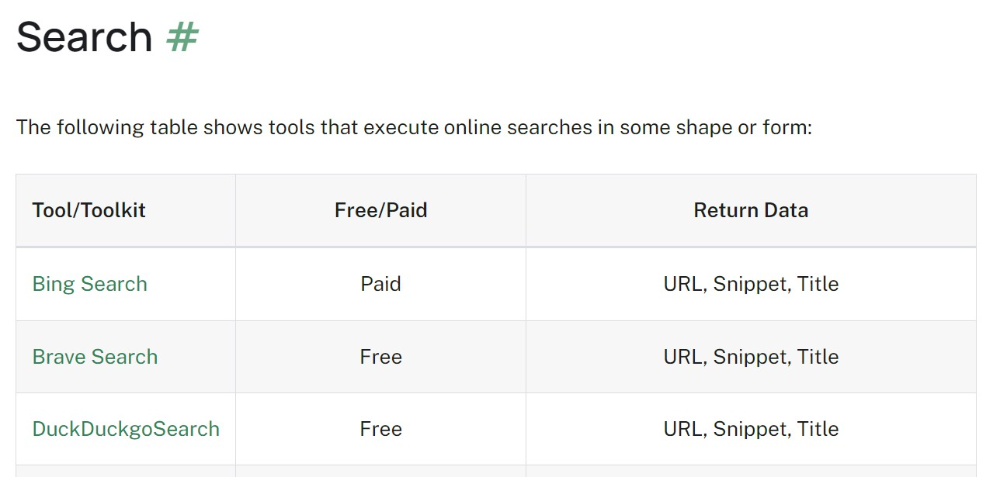 Search #
The following table shows tools that execute online searches in some shape or form:
Tool/Toolkit Free/Paid Return Data
Bing Search Paid URL, Snippet, Title
Brave Search Free URL, Snippet, Title
DuckDuckgoSearch Free URL, Snippet, Title